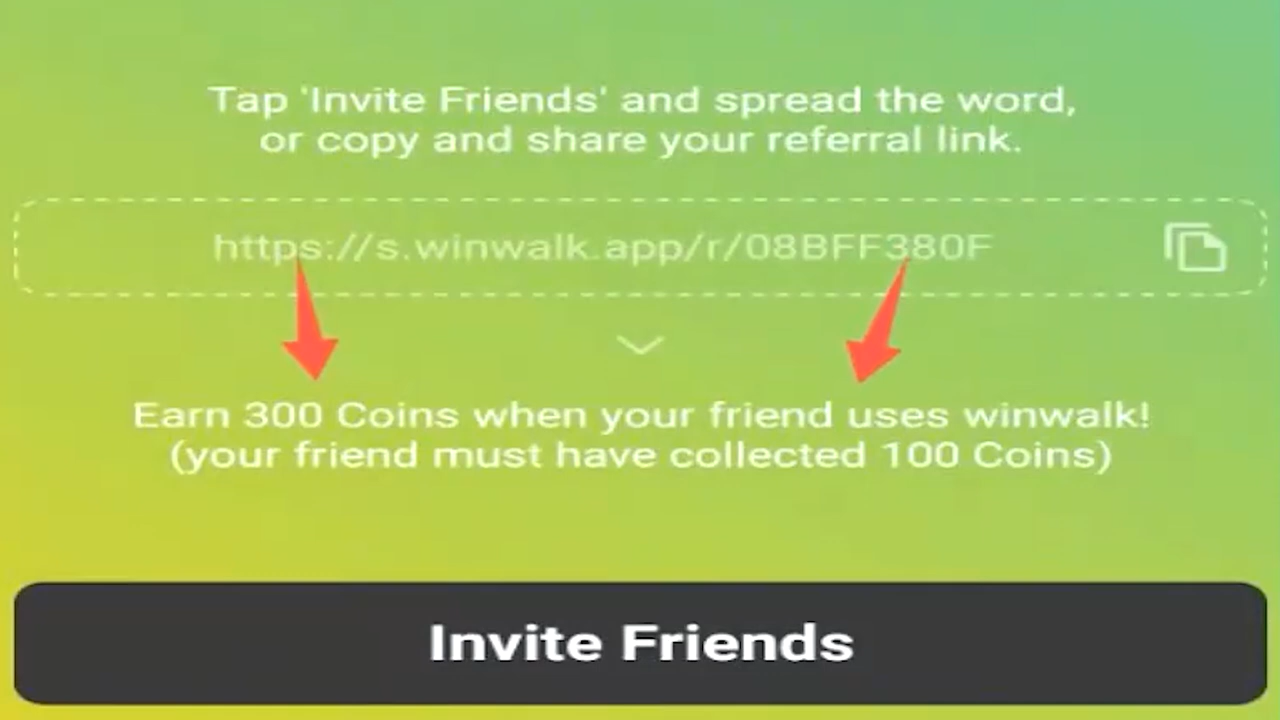 Tap 'Invite Friends' and spread the word,
or copy and share your referral link.
https://s.winwalk.app/r/08BFF380F
Earn 300 Coins when your friend uses winwalk!
(your friend must have collected 100 Coins)
Invite Friends